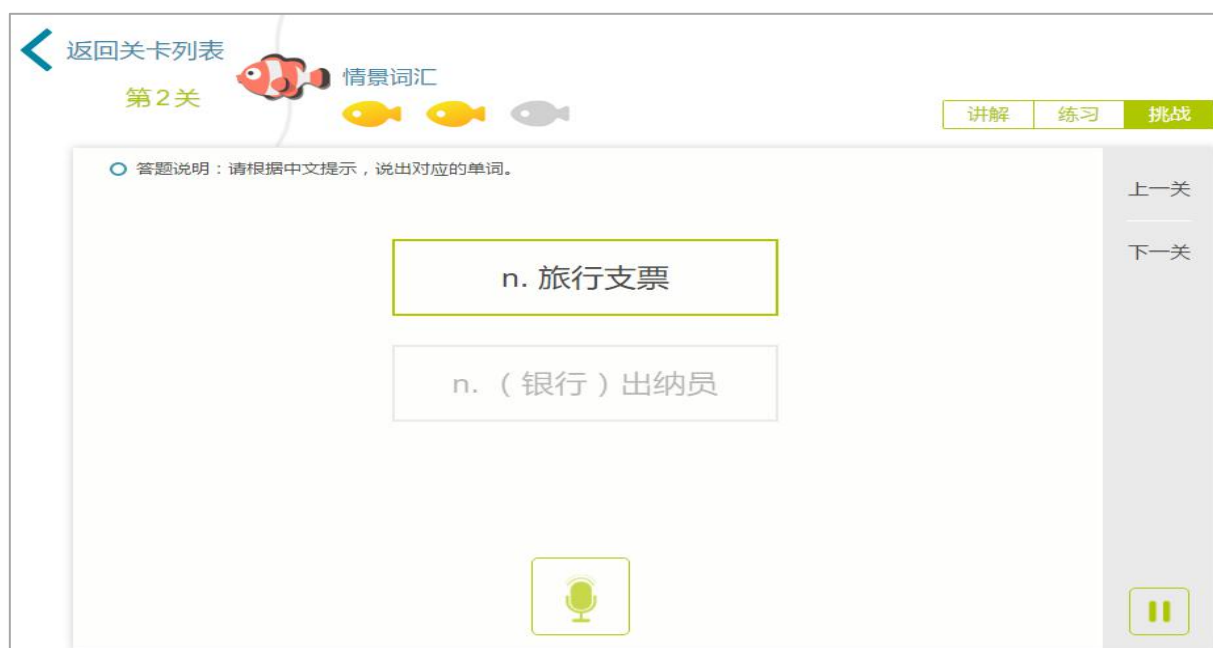 返回关卡列表
第2关
情景词汇
讲解 练习 挑战
答题说明：请根据中文提示，说出对应的单词。
上一关
下一关
n. 旅行支票
n.（银行）出纳员